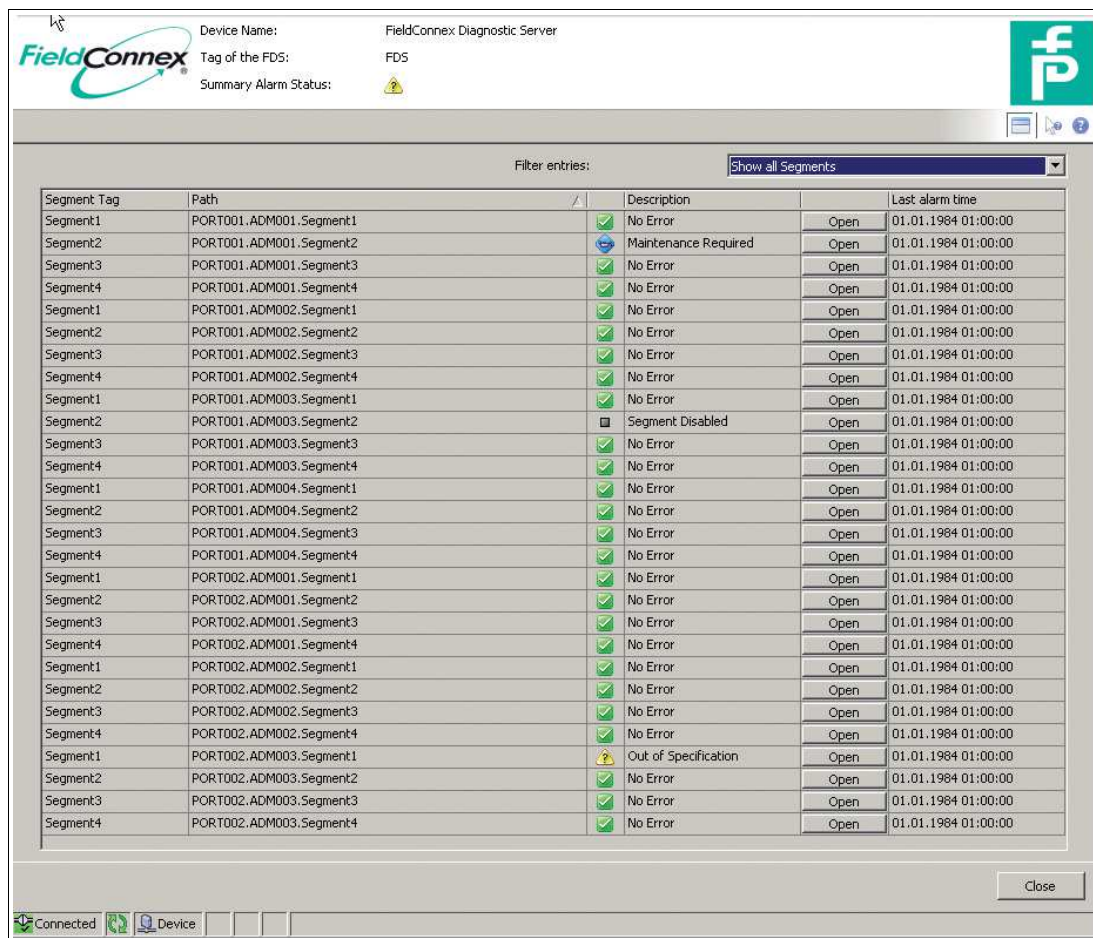 FieldConnex®
Device Name: FieldConnex Diagnostic Server
Tag of the FDS: FDS
Summary Alarm Status:
Filter entries: Show all Segments
Segment Tag Path Description Last alarm time
Segment1 PORT001.ADM001.Segment1 No Error Open 01.01.1984 01:00:00
Segment2 PORT001.ADM001.Segment2 Maintenance Required Open 01.01.1984 01:00:00
Segment3 PORT001.ADM001.Segment3 No Error Open 01.01.1984 01:00:00
Segment4 PORT001.ADM001.Segment4 No Error Open 01.01.1984 01:00:00
Segment1 PORT001.ADM002.Segment1 No Error Open 01.01.1984 01:00:00
Segment2 PORT001.ADM002.Segment2 No Error Open 01.01.1984 01:00:00
Segment3 PORT001.ADM002.Segment3 No Error Open 01.01.1984 01:00:00
Segment4 PORT001.ADM002.Segment4 No Error Open 01.01.1984 01:00:00
Segment1 PORT001.ADM003.Segment1 No Error Open 01.01.1984 01:00:00
Segment2 PORT001.ADM003.Segment2 Segment Disabled Open 01.01.1984 01:00:00
Segment3 PORT001.ADM003.Segment3 No Error Open 01.01.1984 01:00:00
Segment4 PORT001.ADM003.Segment4 No Error Open 01.01.1984 01:00:00
Segment1 PORT001.ADM004.Segment1 No Error Open 01.01.1984 01:00:00
Segment2 PORT001.ADM004.Segment2 No Error Open 01.01.1984 01:00:00
Segment3 PORT001.ADM004.Segment3 No Error Open 01.01.1984 01:00:00
Segment4 PORT001.ADM004.Segment4 No Error Open 01.01.1984 01:00:00
Segment1 PORT002.ADM001.Segment1 No Error Open 01.01.1984 01:00:00
Segment2 PORT002.ADM001.Segment2 No Error Open 01.01.1984 01:00:00
Segment3 PORT002.ADM001.Segment3 No Error Open 01.01.1984 01:00:00
Segment4 PORT002.ADM001.Segment4 No Error Open 01.01.1984 01:00:00
Segment1 PORT002.ADM002.Segment1 No Error Open 01.01.1984 01:00:00
Segment2 PORT002.ADM002.Segment2 No Error Open 01.01.1984 01:00:00
Segment3 PORT002.ADM002.Segment3 No Error Open 01.01.1984 01:00:00
Segment4 PORT002.ADM002.Segment4 No Error Open 01.01.1984 01:00:00
Segment1 PORT002.ADM003.Segment1 Out of Specification Open 01.01.1984 01:00:00
Segment2 PORT002.ADM003.Segment2 No Error Open 01.01.1984 01:00:00
Segment3 PORT002.ADM003.Segment3 No Error Open 01.01.1984 01:00:00
Segment4 PORT002.ADM003.Segment4 No Error Open 01.01.1984 01:00:00
Close
Connected Device